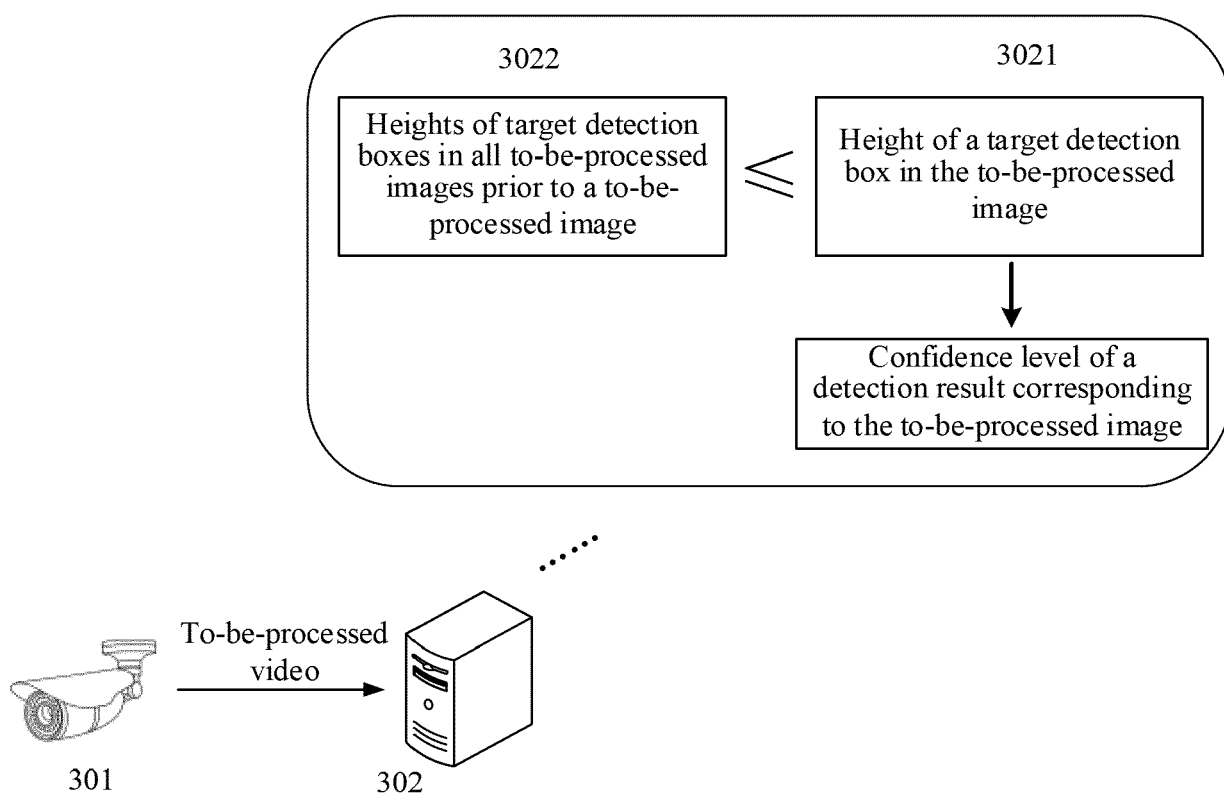 3022
3021
Heights of target detection
boxes in all to-be-processed
images prior to a to-be-
processed image
≤
Height of a target detection
box in the to-be-processed
image
Confidence level of a
detection result corresponding
to the to-be-processed image
To-be-processed
video
301
302